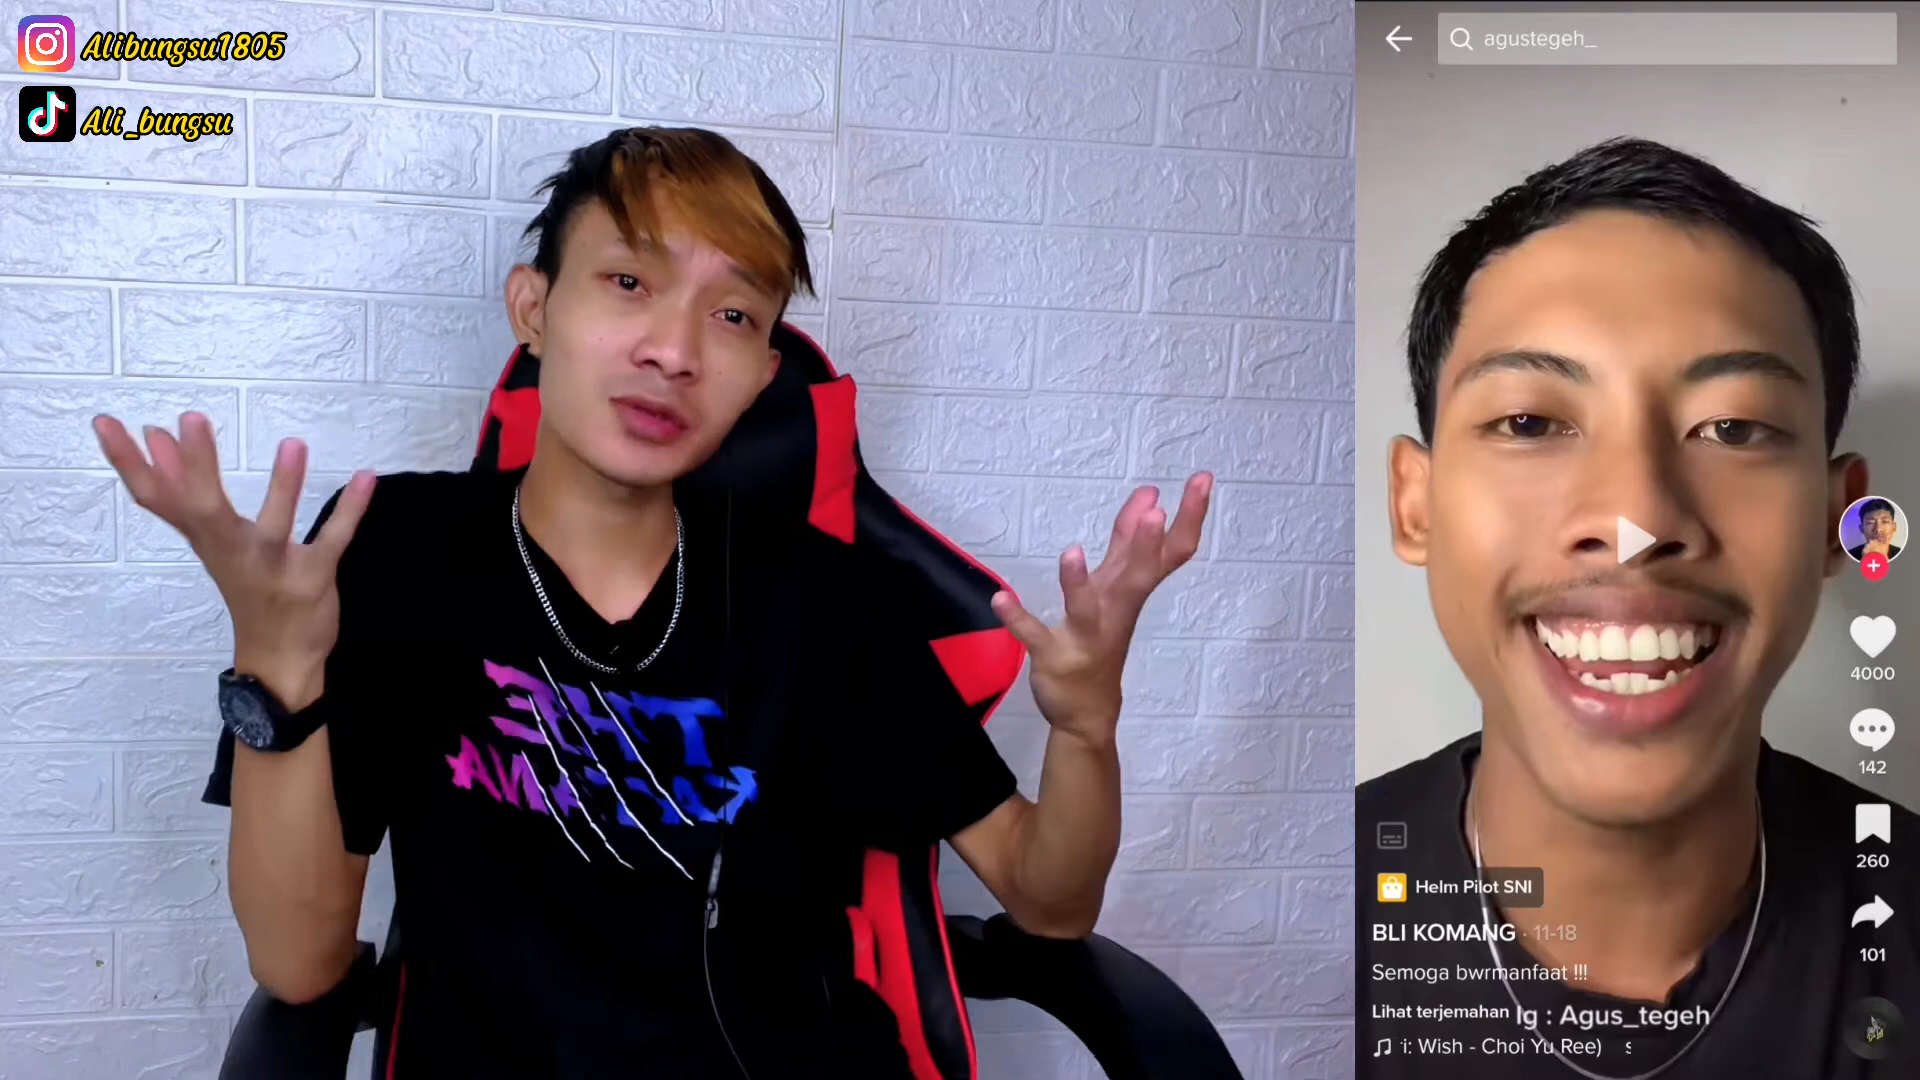 Alibungsu1805
Ali_bungsu
agustegeh_
4000
142
260
101
Helm Pilot SNI
BLI KOMANG · 11-18
Semoga bwrmanfaat !!!
Lihat terjemahan
Ig : Agus_tegeh
i: Wish - Choi Yu Ree) s
THE